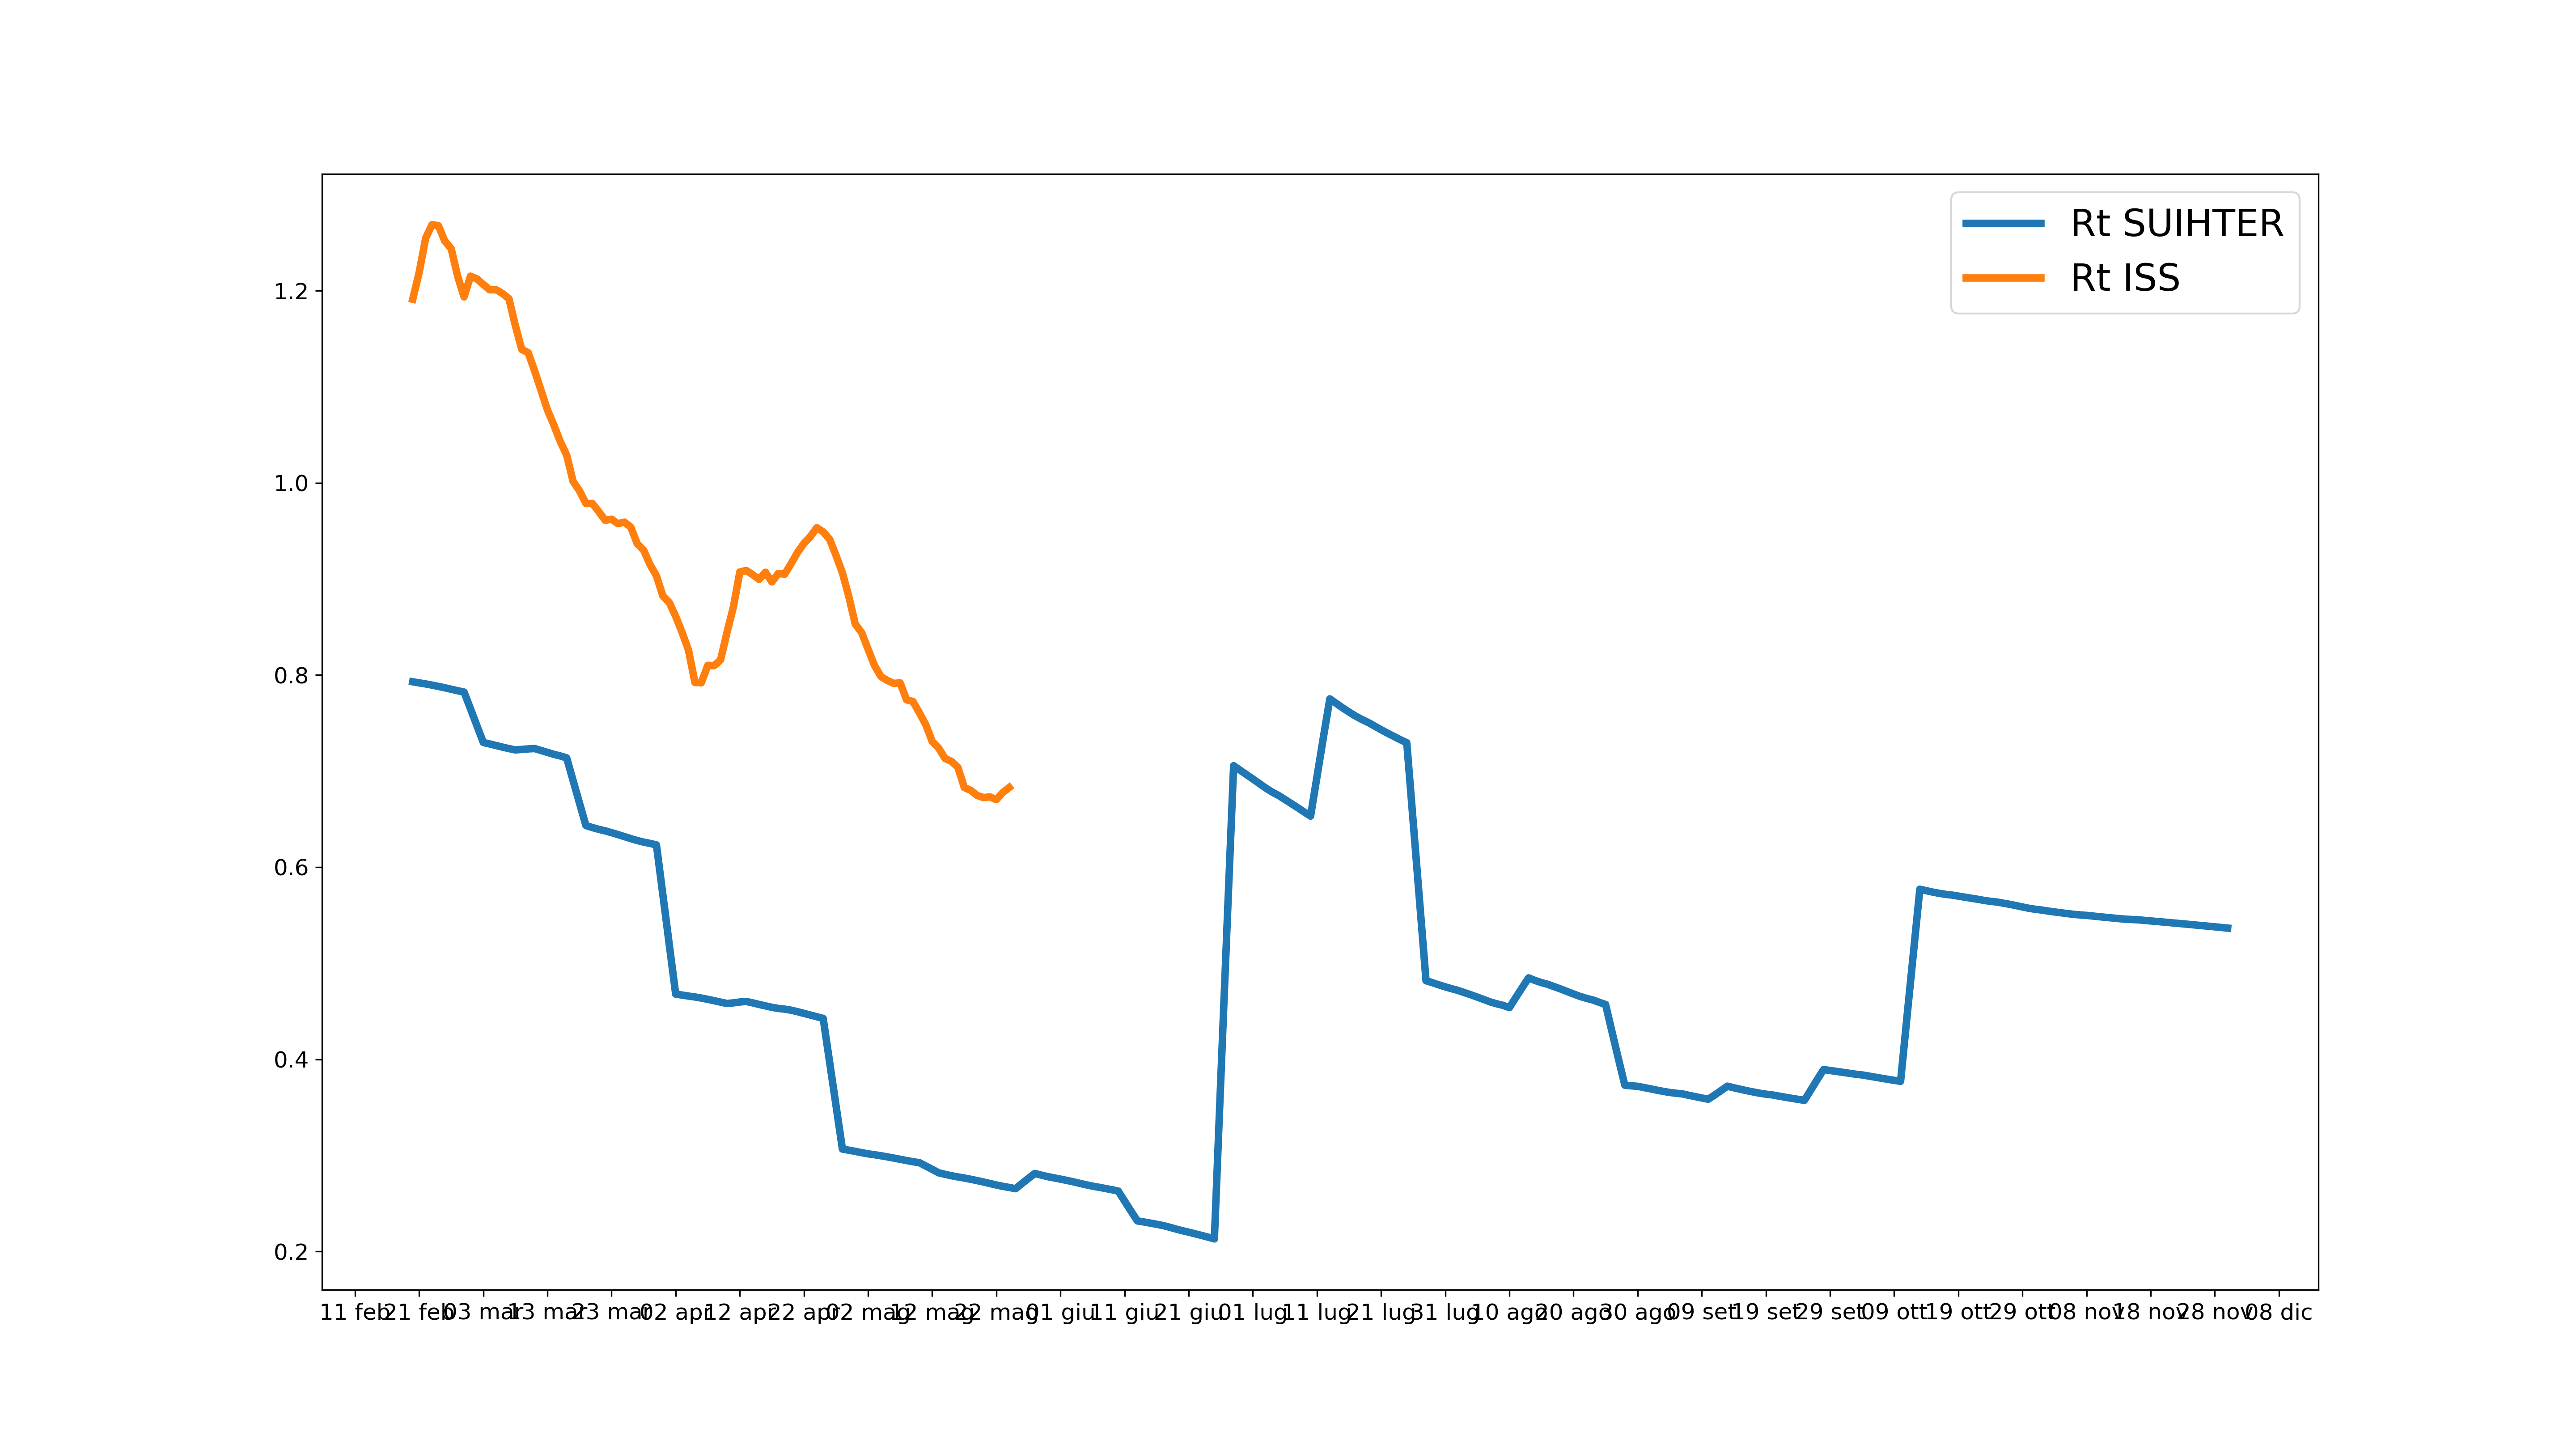 Rt SUIHTER
Rt ISS
1.2
1.0
0.8
0.6
0.4
0.2
11 feb 21 feb 03 mar 13 mar 23 mar 02 apr 12 apr 22 apr 02 mag 12 mag 22 mag 01 giu 11 giu 21 giu 01 lug 11 lug 21 lug 31 lug 10 ago 20 ago 30 ago 09 set 19 set 29 set 09 ott 19 ott 29 ott 08 nov 18 nov 28 nov 08 dic